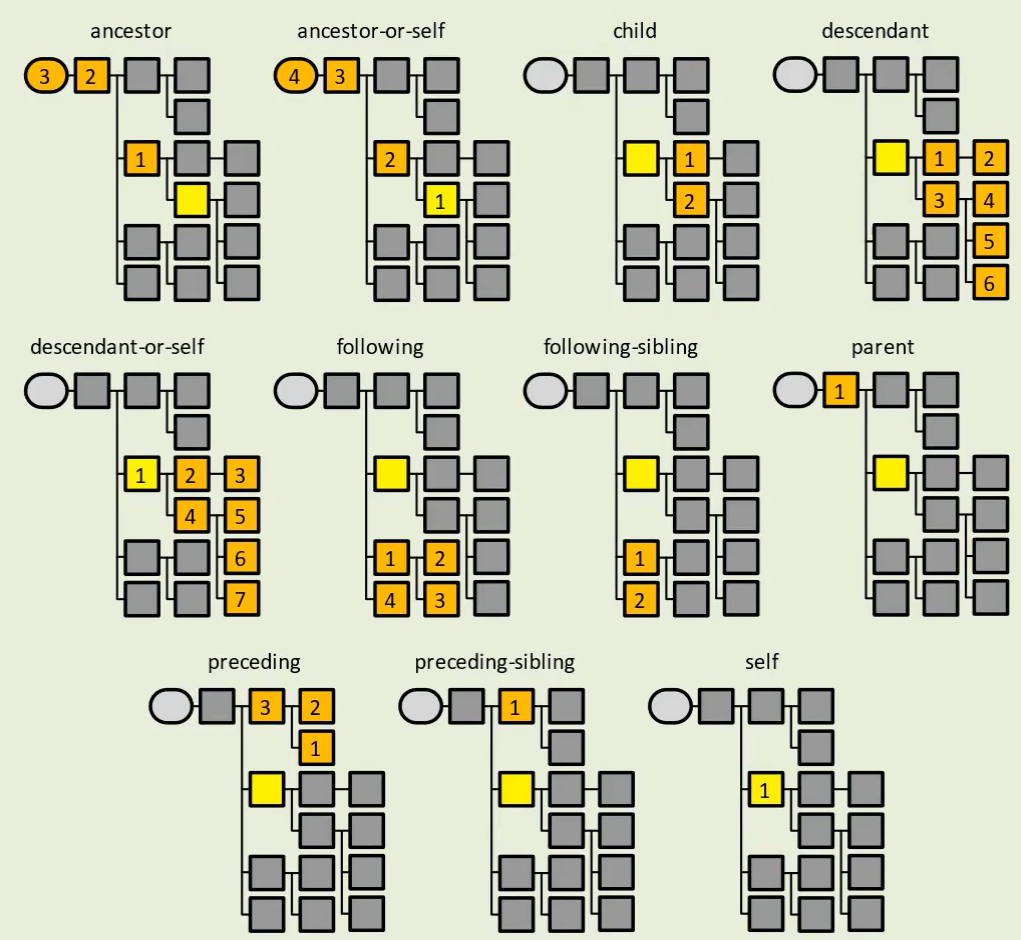 ancestor
3 2
1
ancestor-or-self
4 3
2
1
child
1
2
descendant
1 2
3 4
5
6
descendant-or-self
1 2 3
4 5
6
7
following
1 2
4 3
following-sibling
1
2
parent
1
preceding
3 2
1
preceding-sibling
1
self
1